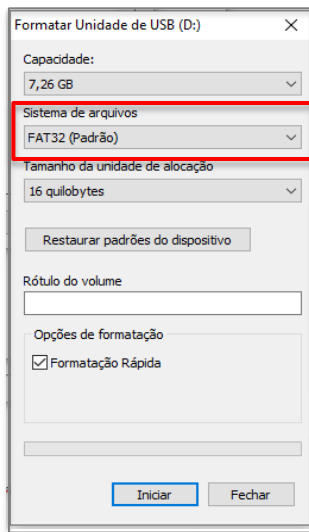 Formatar Unidade de USB (D:)
Capacidade:
7,26 GB
Sistema de arquivos
FAT32 (Padrão)
Tamanho da unidade de alocação
16 quilobytes
Restaurar padrões do dispositivo
Rótulo do volume
Opções de formatação
Formatação Rápida
Iniciar Fechar